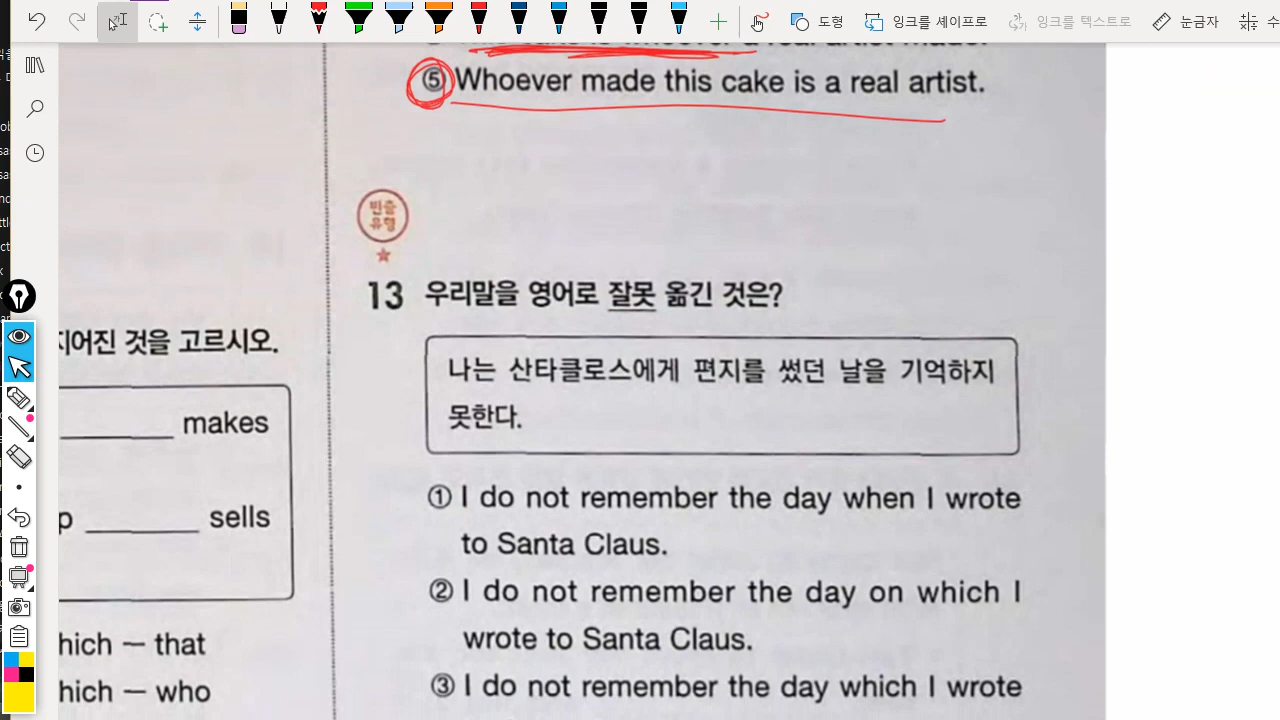 도형
잉크를 셰이프로
잉크를 텍스트로
눈금자
수
⑤ Whoever made this cake is a real artist.
빈출
유형
13 우리말을 영어로 잘못 옮긴 것은?
지어진 것을 고르시오.
나는 산타클로스에게 편지를 썼던 날을 기억하지
못한다.
makes
① I do not remember the day when I wrote
to Santa Claus.
p ________ sells
② I do not remember the day on which I
wrote to Santa Claus.
hich – that
③ I do not remember the day which I wrote
hich – who